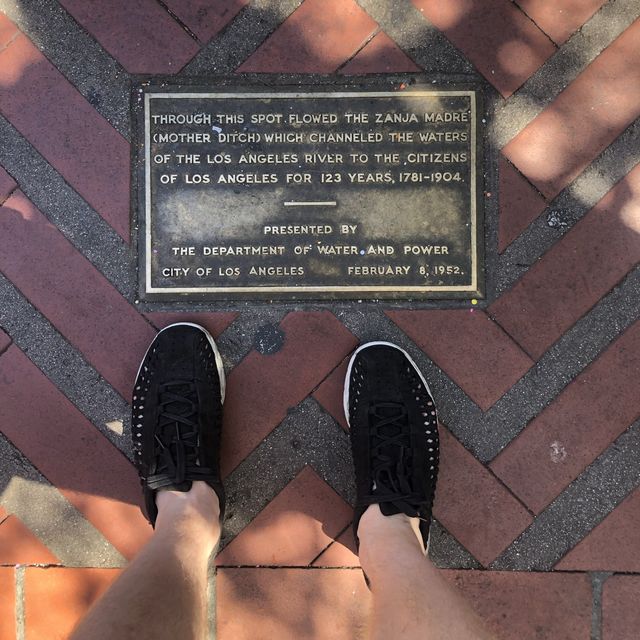 THROUGH THIS SPOT FLOWED THE ZANJA MADRE
(MOTHER DITCH) WHICH CHANNELED THE WATERS
OF THE LOS ANGELES RIVER TO THE CITIZENS
OF LOS ANGELES FOR 123 YEARS, 1781-1904.
PRESENTED BY
THE DEPARTMENT OF WATER AND POWER
CITY OF LOS ANGELES FEBRUARY 8, 1952.